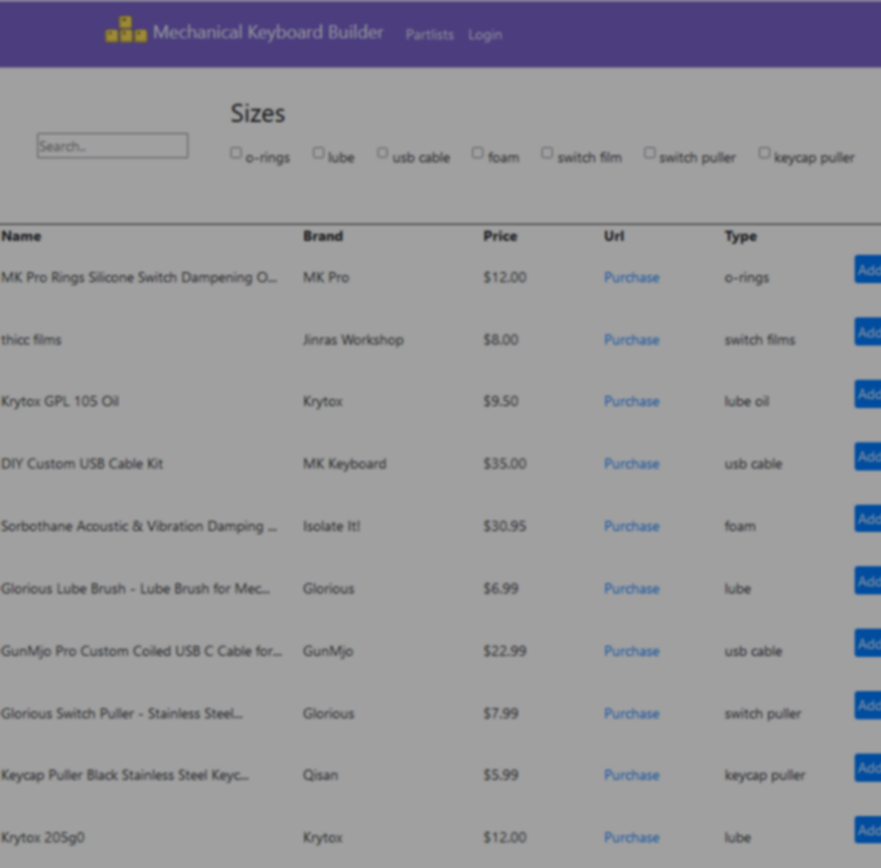 Mechanical Keyboard Builder Partlists Login
Sizes
Search..
o-rings lube usb cable foam switch film switch puller keycap puller
Name Brand Price Url Type
MK Pro Rings Silicone Switch Dampening O... MK Pro $12.00 Purchase o-rings Add
thicc films Jinras Workshop $8.00 Purchase switch films Add
Krytox GPL 105 Oil Krytox $9.50 Purchase lube oil Add
DIY Custom USB Cable Kit MK Keyboard $35.00 Purchase usb cable Add
Sorbothane Acoustic & Vibration Damping ... Isolate It! $30.95 Purchase foam Add
Glorious Lube Brush - Lube Brush for Mec... Glorious $6.99 Purchase lube Add
GunMjo Pro Custom Coiled USB C Cable for... GunMjo $22.99 Purchase usb cable Add
Glorious Switch Puller - Stainless Steel... Glorious $7.99 Purchase switch puller Add
Keycap Puller Black Stainless Steel Keyc... Qisan $5.99 Purchase keycap puller Add
Krytox 205g0 Krytox $12.00 Purchase lube Add